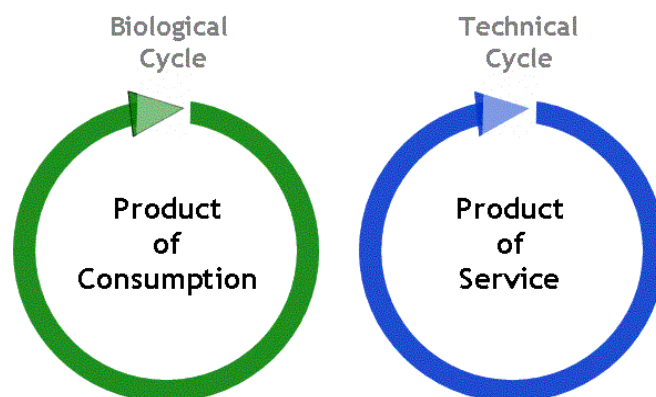 Biological
Cycle
Technical
Cycle
Product
of
Consumption
Product
of
Service